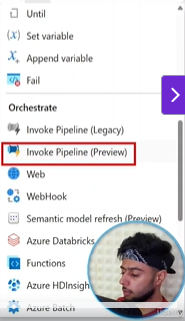 Until
Set variable
(x)
Append variable
Fail
Orchestrate
Invoke Pipeline (Legacy)
Invoke Pipeline (Preview)
Web
WebHook
Semantic model refresh (Preview)
Azure Databricks
Functions
Azure HDInsigh
Azure Batch